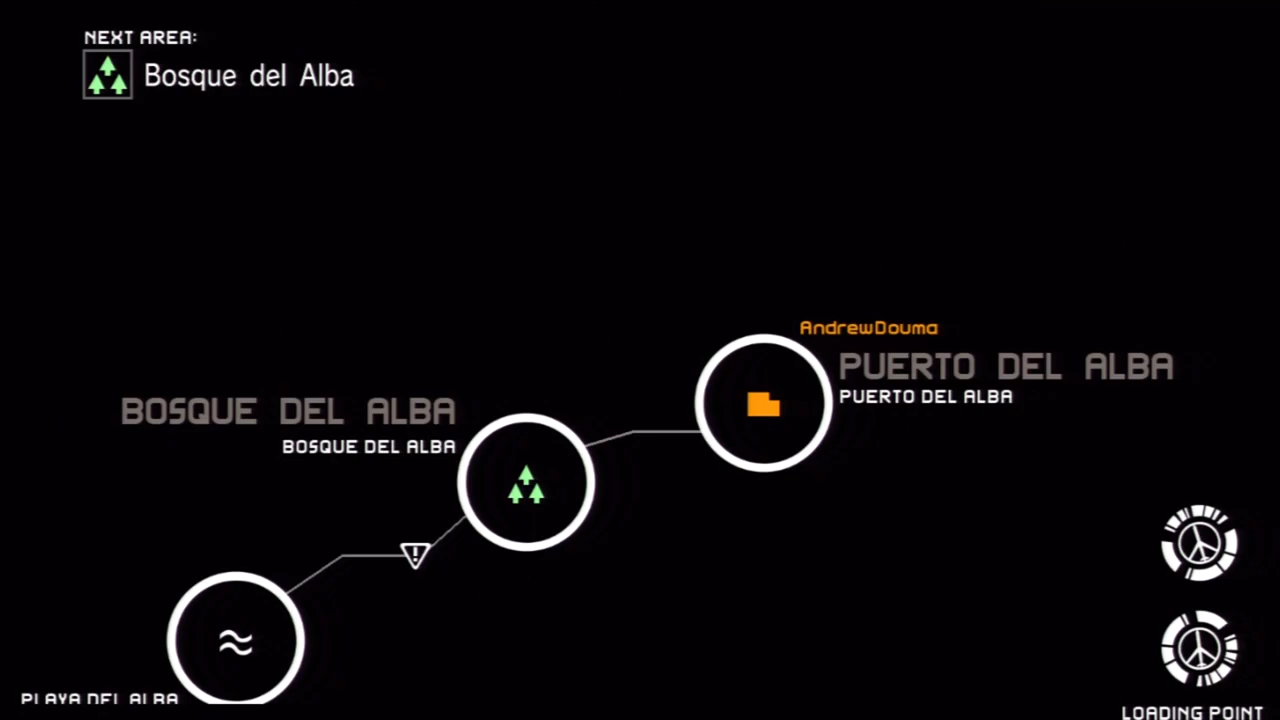 NEXT AREA:
Bosque del Alba
AndrewDouma
PUERTO DEL ALBA
PUERTO DEL ALBA
BOSQUE DEL ALBA
BOSQUE DEL ALBA
PLAYA DEL ALBA
LOADING POINT